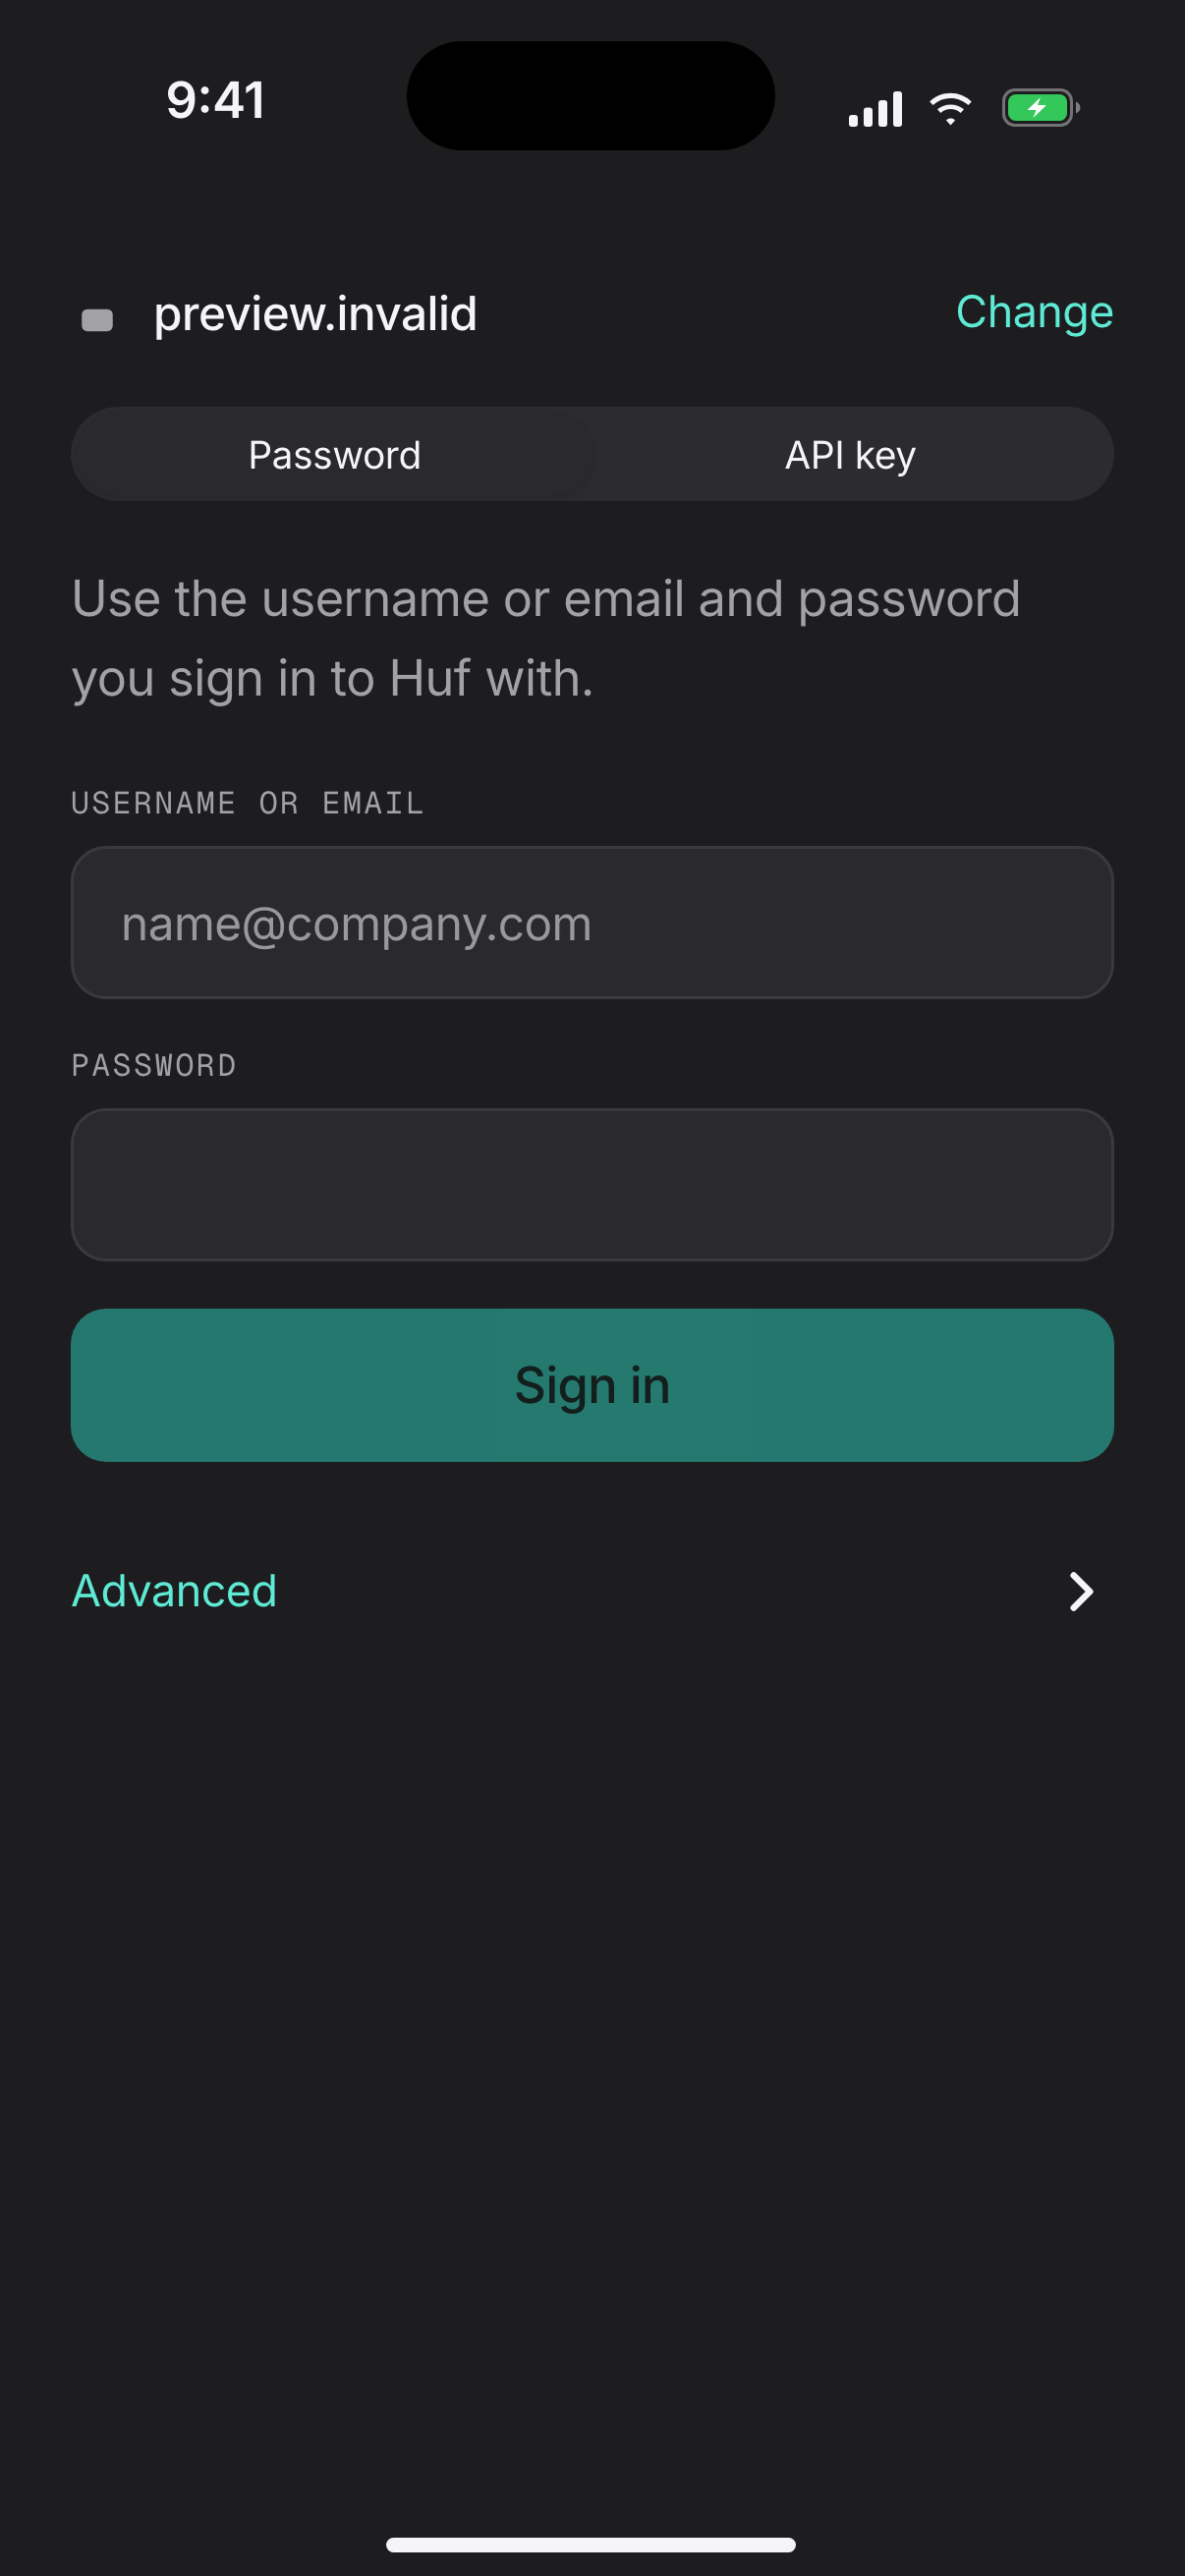 9:41
preview.invalid
Change
Password
API key
Use the username or email and password
you sign in to Huf with.
USERNAME OR EMAIL
name@company.com
PASSWORD
Sign in
Advanced